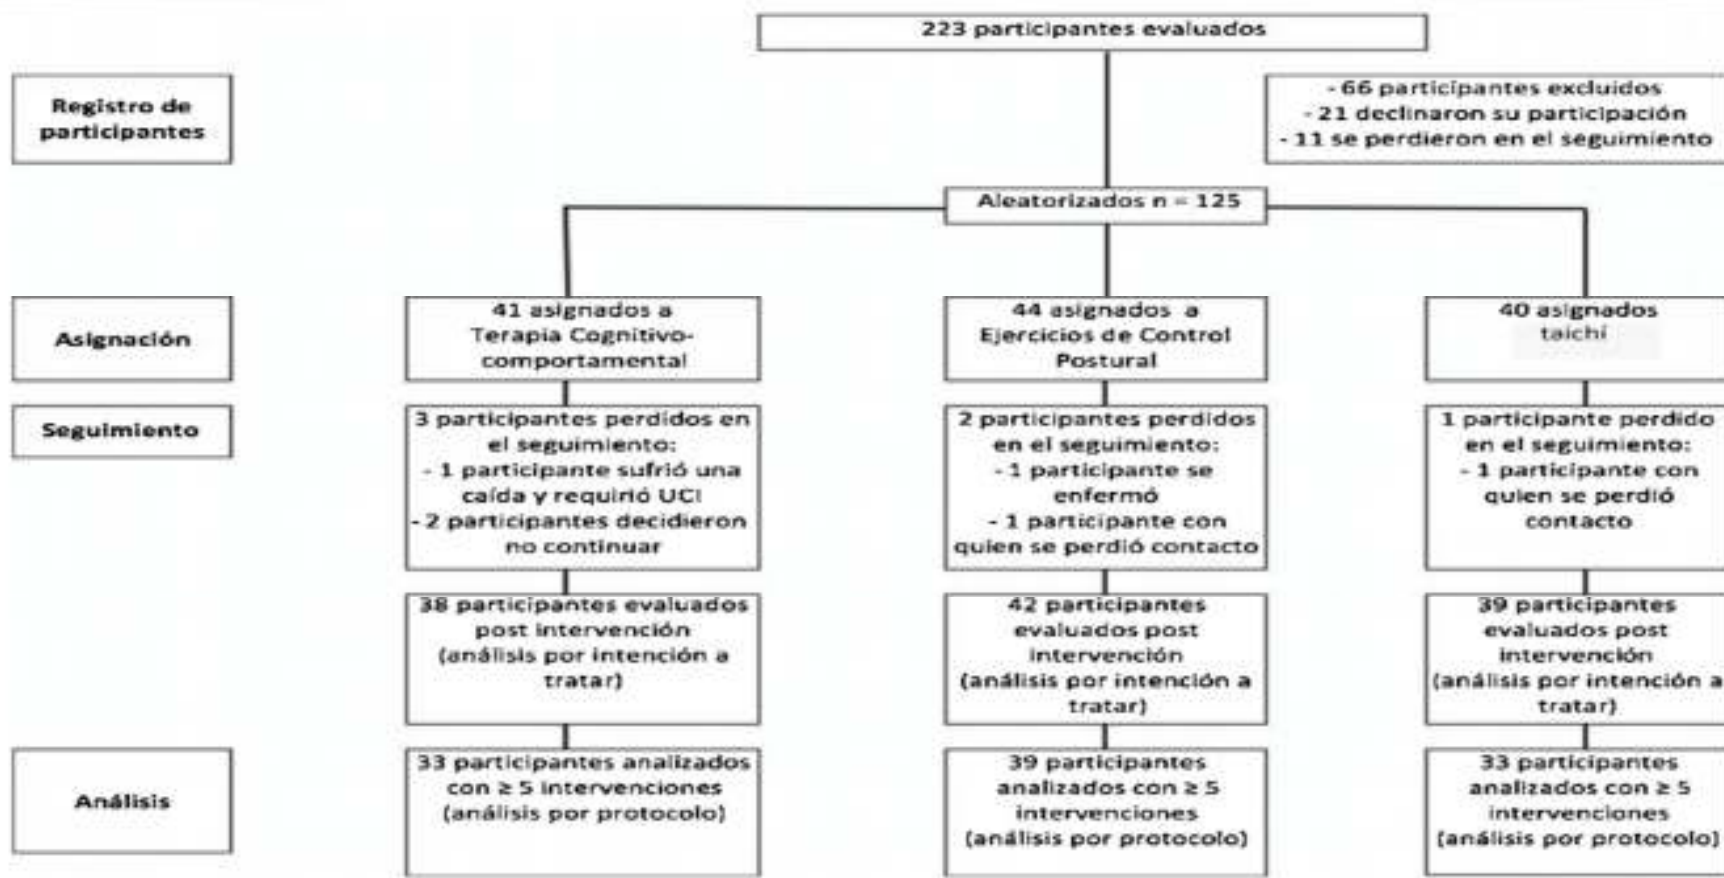 223 participantes evaluados
Registro de
participantes
- 66 participantes excluidos
- 21 declinaron su participación
- 11 se perdieron en el seguimiento
Aleatorizados n = 125
Asignación
41 asignados a
Terapia Cognitivo-
comportamental
44 asignados a
Ejercicios de Control
Postural
40 asignados
taichí
Seguimiento
3 participantes perdidos en
el seguimiento:
- 1 participante sufrió una
caída y requirió UCI
- 2 participantes decidieron
no continuar
2 participantes perdidos
en el seguimiento:
- 1 participante se
enfermó
- 1 participante con
quien se perdió contacto
1 participante perdido
en el seguimiento:
- 1 participante con
quien se perdió
contacto
38 participantes evaluados
post intervención
(análisis por intención a
tratar)
42 participantes
evaluados post
intervención
(análisis por intención a
tratar)
39 participantes
evaluados post
intervención
(análisis por intención a
tratar)
Análisis
33 participantes analizados
con ≥ 5 intervenciones
(análisis por protocolo)
39 participantes
analizados con ≥ 5
intervenciones
(análisis por protocolo)
33 participantes
analizados con ≥ 5
intervenciones
(análisis por protocolo)